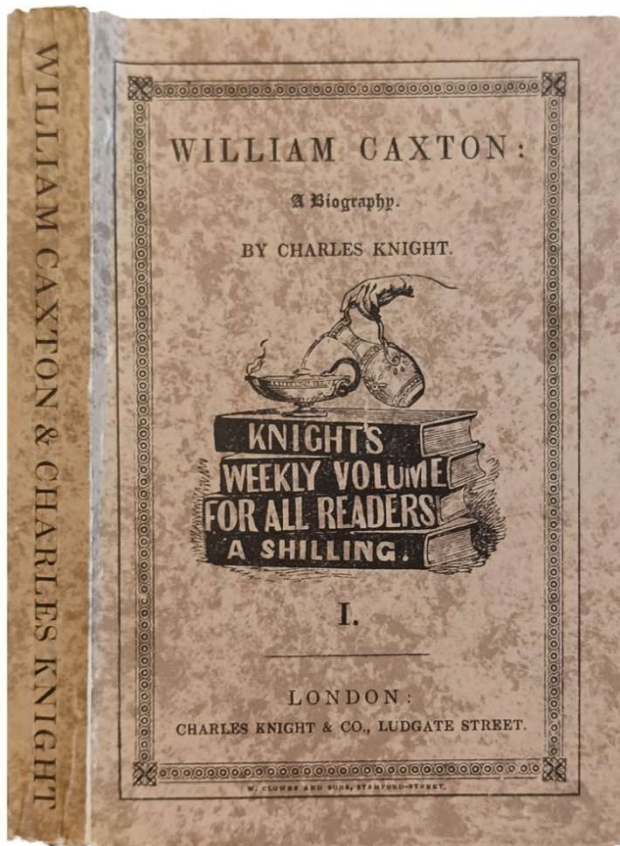 WILLIAM CAXTON & CHARLES KNIGHT
WILLIAM CAXTON:
A Biography.
BY CHARLES KNIGHT.
KNIGHT'S
WEEKLY VOLUME
FOR ALL READERS
A SHILLING.
I.
LONDON:
CHARLES KNIGHT & CO., LUDGATE STREET.
W. CLOWES AND SONS, STAMFORD-STREET.